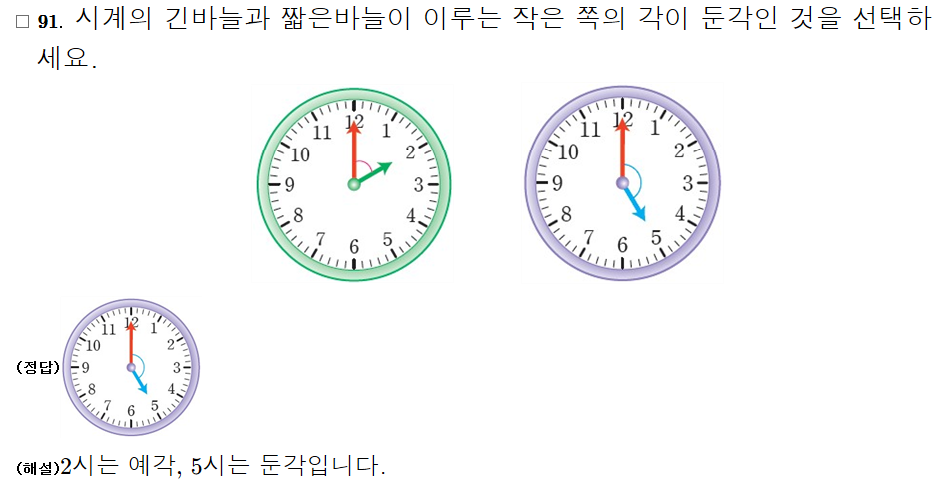 □ 91. 시계의 긴바늘과 짧은바늘이 이루는 작은 쪽의 각이 둔각인 것을 선택하
세요.
12 1 2 3 4 5 6 7 8 9 10 11
12 1 2 3 4 5 6 7 8 9 10 11
(정답)
12 1 2 3 4 5 6 7 8 9 10 11
(해설)2시는 예각, 5시는 둔각입니다.